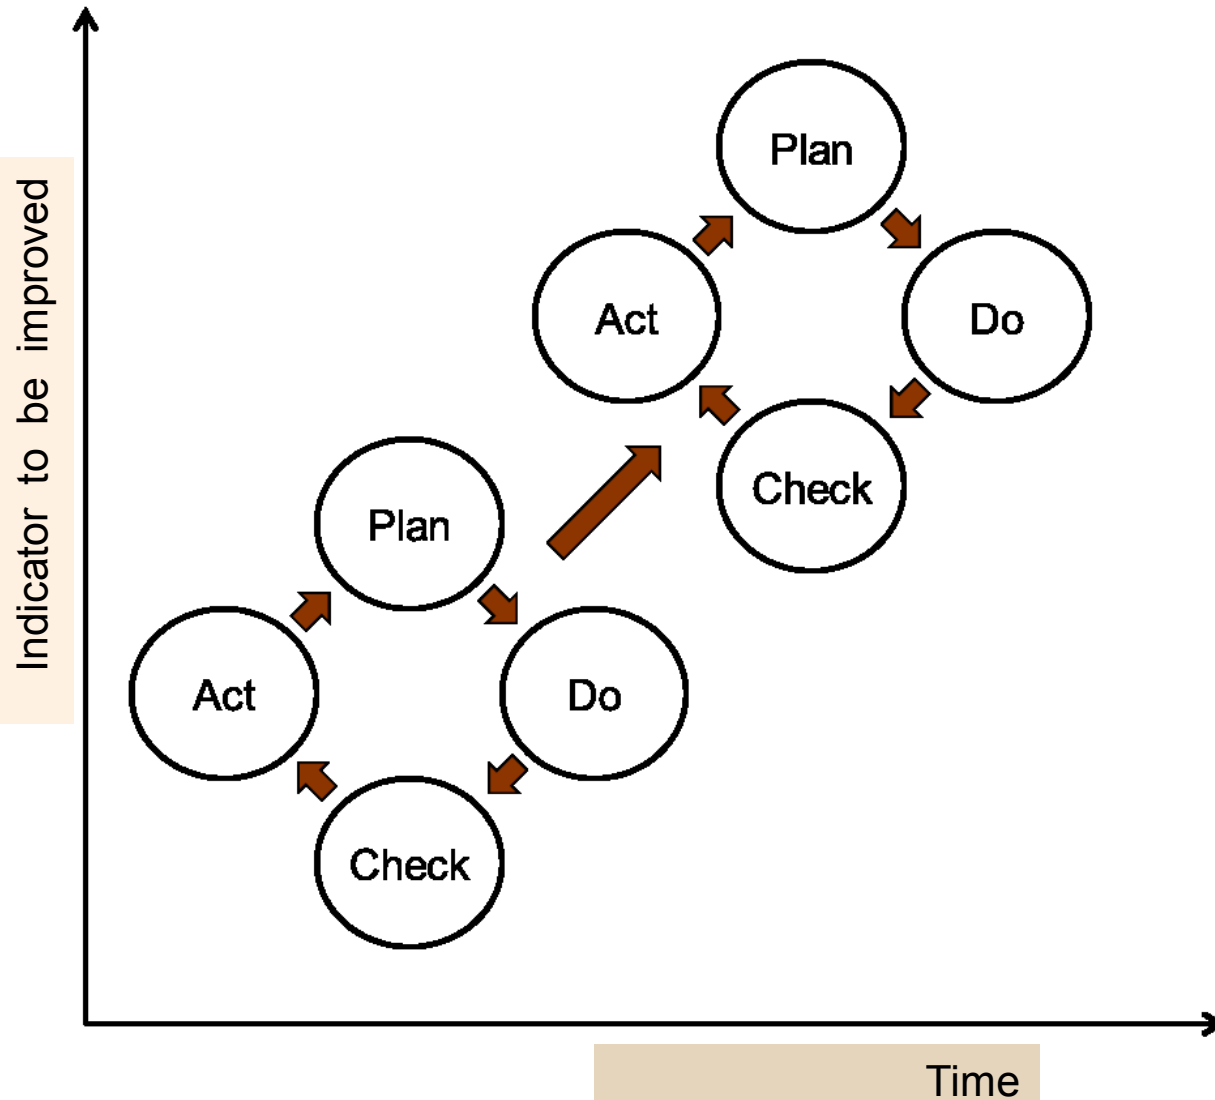 Indicator to be improved
Plan
Act
Do
Check
Plan
Act
Do
Check
Time